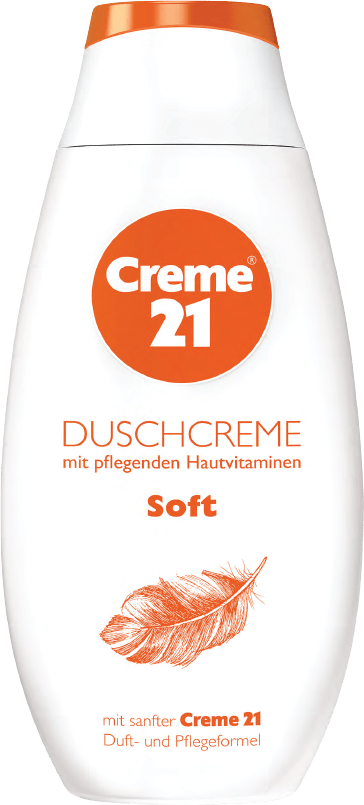 Creme®
21
DUSCHCREME
mit pflegenden Hautvitaminen
Soft
mit sanfter Creme 21
Duft- und Pflegeformel